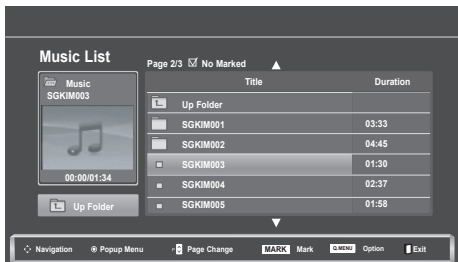 Music List
Page 2/3 No Marked
Music
SGKIM003
00:00/01:34
Up Folder
Title Duration
Up Folder
SGKIM001 03:33
SGKIM002 04:45
SGKIM003 01:30
SGKIM004 02:37
SGKIM005 01:58
Navigation Popup Menu P Page Change MARK Mark Q.MENU Option Exit